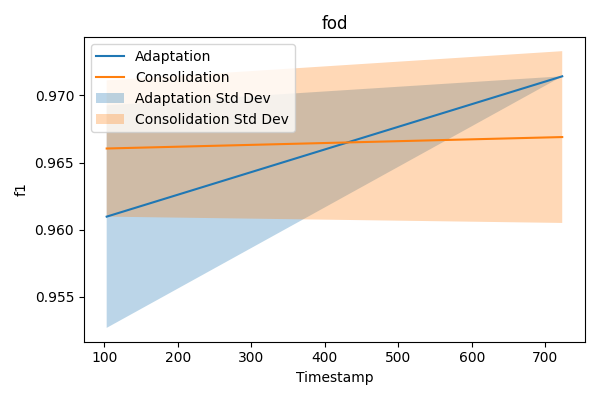 fod
Adaptation
Consolidation
Adaptation Std Dev
Consolidation Std Dev
0.970
0.965
0.960
0.955
f1
100 200 300 400 500 600 700
Timestamp